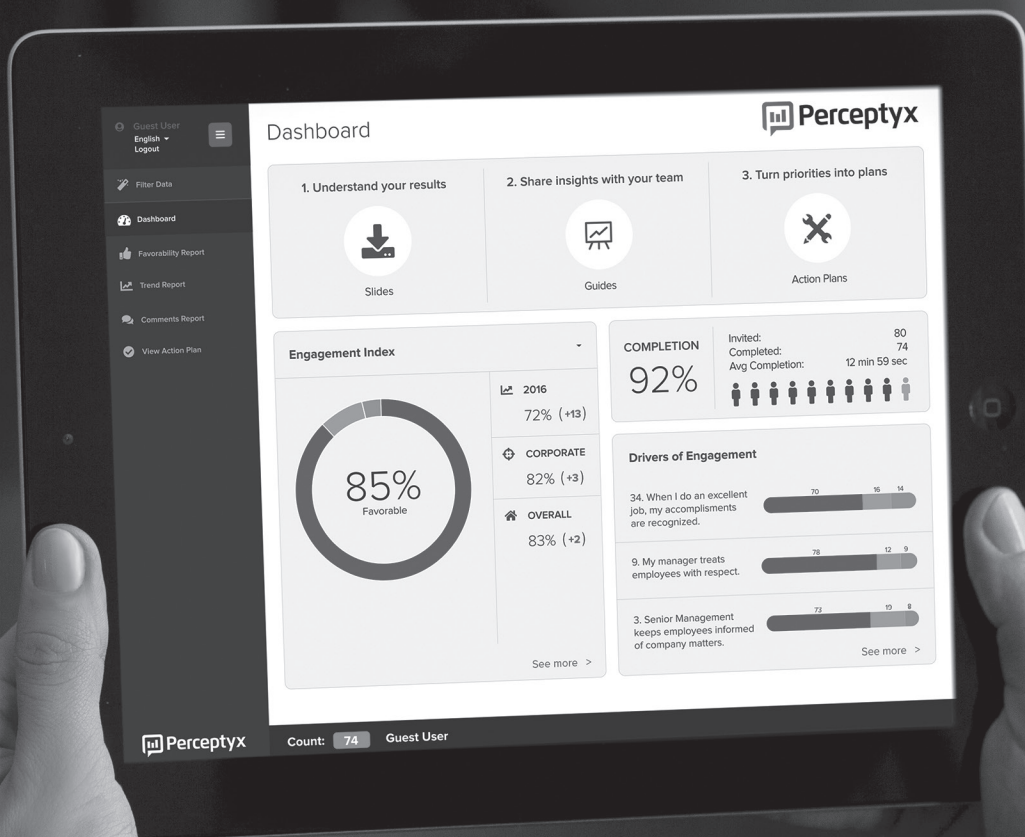 Guest User
English
Logout
Filter Data
Dashboard
Favorability Report
Trend Report
Comments Report
View Action Plan
Perceptyx
Dashboard
Perceptyx
1. Understand your results
Slides
2. Share insights with your team
Guides
3. Turn priorities into plans
Action Plans
Engagement Index
85%
Favorable
2016
72% (+13)
CORPORATE
82% (+3)
OVERALL
83% (+2)
See more >
COMPLETION
92%
Invited: 80
Completed: 74
Avg Completion: 12 min 59 sec
Drivers of Engagement
34. When I do an excellent
job, my accomplisments
are recognized.
70 16 14
9. My manager treats
employees with respect.
78 12 9
3. Senior Management
keeps employees informed
of company matters.
73 19 8
See more >
Count: 74 Guest User